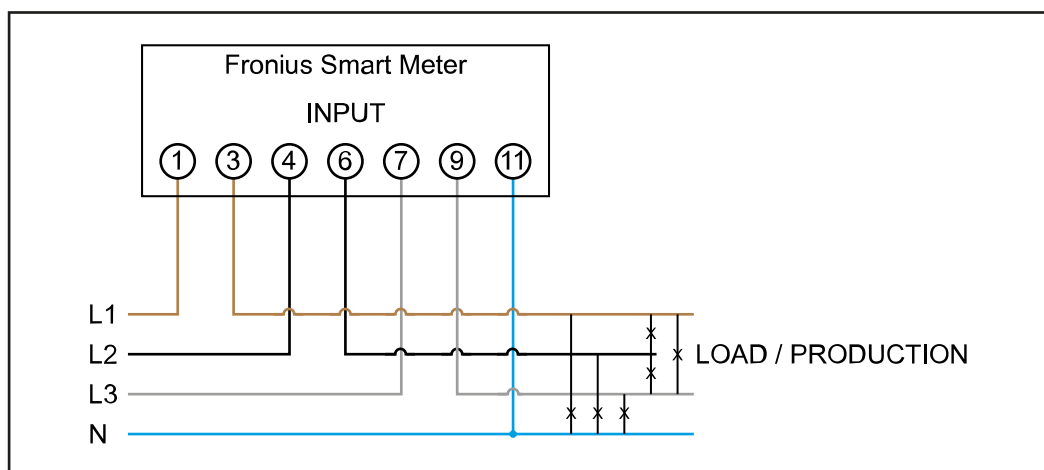 Fronius Smart Meter
INPUT
1 3 4 6 7 9 11
L1
L2
LOAD / PRODUCTION
L3
N